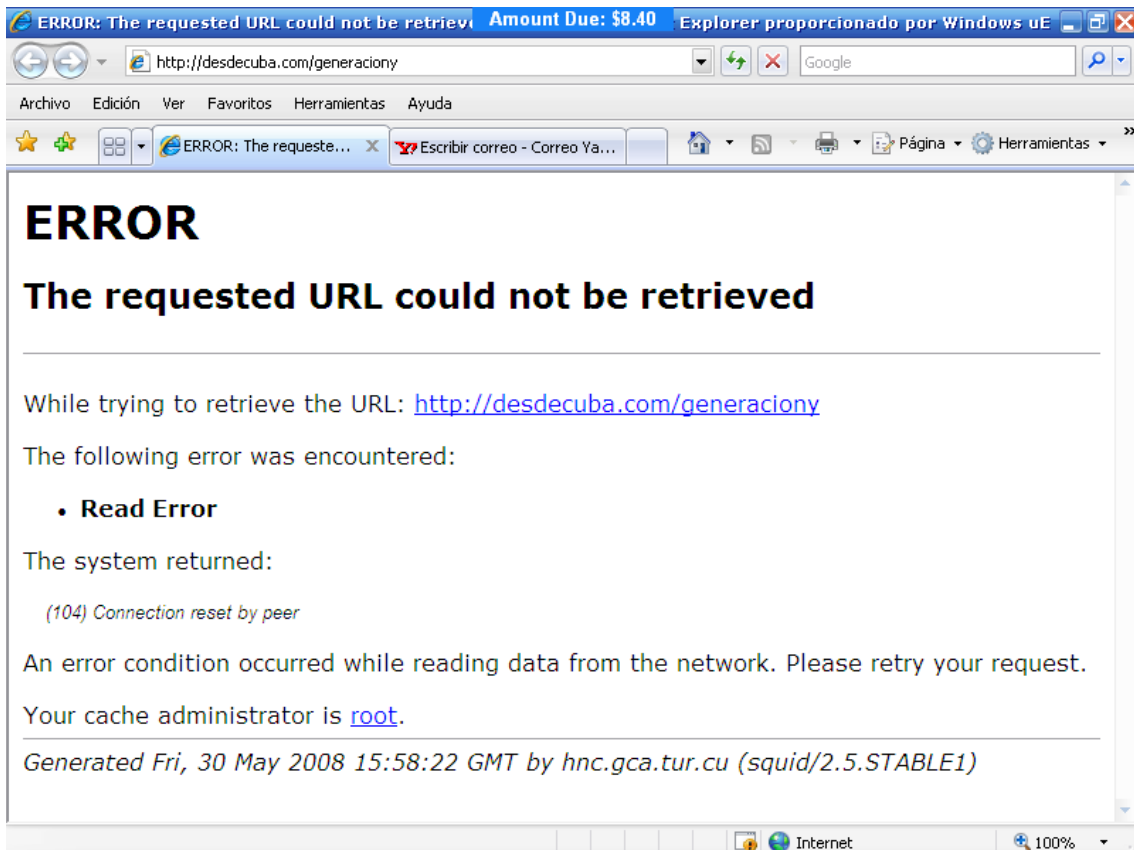 ERROR: The requested URL could not be retrieve
Amount Due: $8.40
Explorer proporcionado por Windows uE
http://desdecuba.com/generaciony
Google
Archivo Edición Ver Favoritos Herramientas Ayuda
ERROR: The requeste... Escribir correo - Correo Ya... Página Herramientas
ERROR
The requested URL could not be retrieved
While trying to retrieve the URL: http://desdecuba.com/generaciony
The following error was encountered:
• Read Error
The system returned:
(104) Connection reset by peer
An error condition occurred while reading data from the network. Please retry your request.
Your cache administrator is root.
Generated Fri, 30 May 2008 15:58:22 GMT by hnc.gca.tur.cu (squid/2.5.STABLE1)
Internet 100%